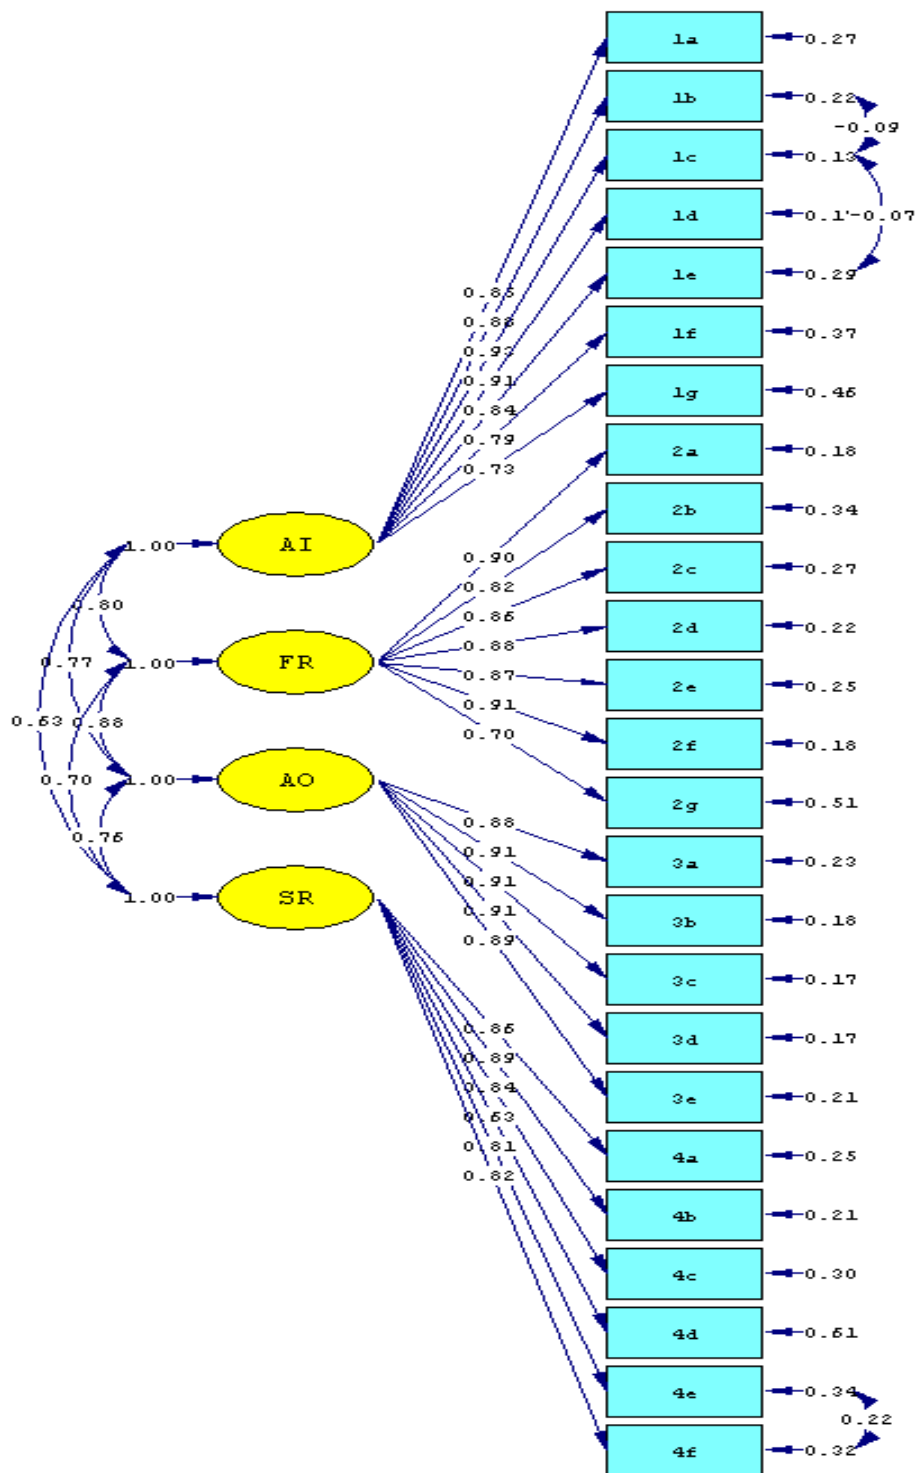 1a 0.27
1b 0.22
-0.09
1c 0.13
1d 0.17 -0.07
1e 0.29
0.85
0.88
1f 0.37
0.93
0.91
1g 0.46
0.84
0.79
2a 0.18
0.73
2b 0.34
1.00 AI
0.90
2c 0.27
0.82
0.80
0.86
2d 0.22
0.88
1.00 FR
0.77
0.87
2e 0.25
0.91
0.63 0.88
0.70
2f 0.18
0.70 1.00 AO
2g 0.51
0.88
0.76
0.91
3a 0.23
0.91
1.00 SR
0.91
3b 0.18
0.89
3c 0.17
0.86
3d 0.17
0.89
0.84
3e 0.21
0.63
0.81
4a 0.25
0.82
4b 0.21
4c 0.30
4d 0.61
4e 0.34
0.22
4f 0.32